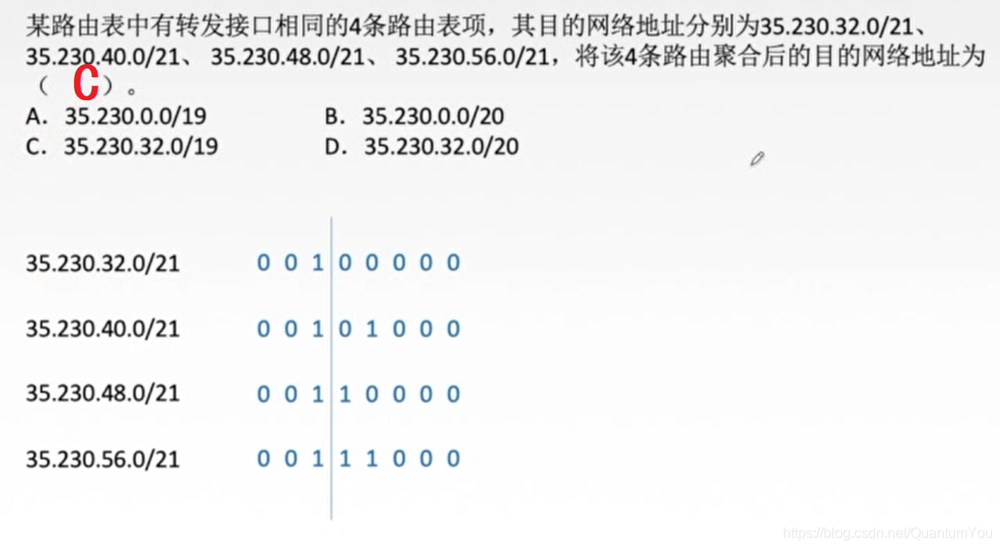 某路由表中有转发接口相同的4条路由表项，其目的网络地址分别为35.230.32.0/21、
35.230.40.0/21、 35.230.48.0/21、 35.230.56.0/21，将该4条路由聚合后的目的网络地址为
（ C ）。
A. 35.230.0.0/19 B. 35.230.0.0/20
C. 35.230.32.0/19 D. 35.230.32.0/20
35.230.32.0/21 0 0 1 0 0 0 0 0
35.230.40.0/21 0 0 1 0 1 0 0 0
35.230.48.0/21 0 0 1 1 0 0 0 0
35.230.56.0/21 0 0 1 1 1 0 0 0
https://blog.csdn.net/QuantumYou